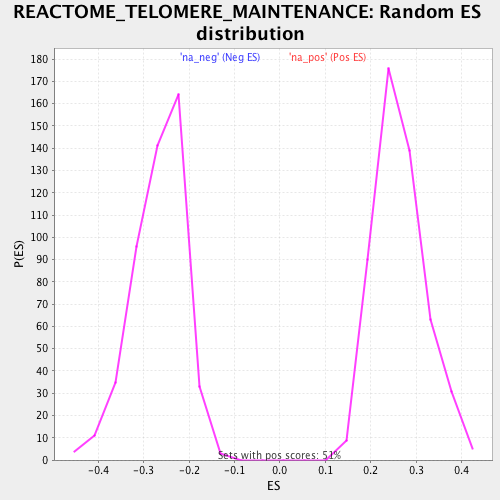 REACTOME_TELOMERE_MAINTENANCE: Random ES
distribution
'na_neg' (Neg ES) 'na_pos' (Pos ES)
180
170
160
150
140
130
120
110
100
90
80
70
60
50
40
30
20
10
0
P(ES)
Sets with pos scores: 51%
-0.4 -0.3 -0.2 -0.1 0.0 0.1 0.2 0.3 0.4
ES